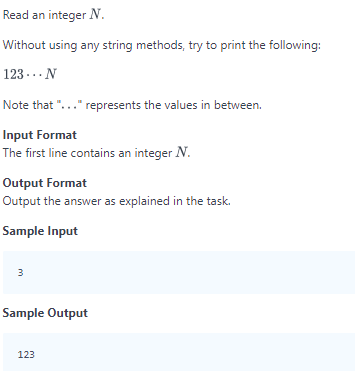 Read an integer N.
Without using any string methods, try to print the following:
123⋯N
Note that "..." represents the values in between.
Input Format
The first line contains an integer N.
Output Format
Output the answer as explained in the task.
Sample Input
3
Sample Output
123